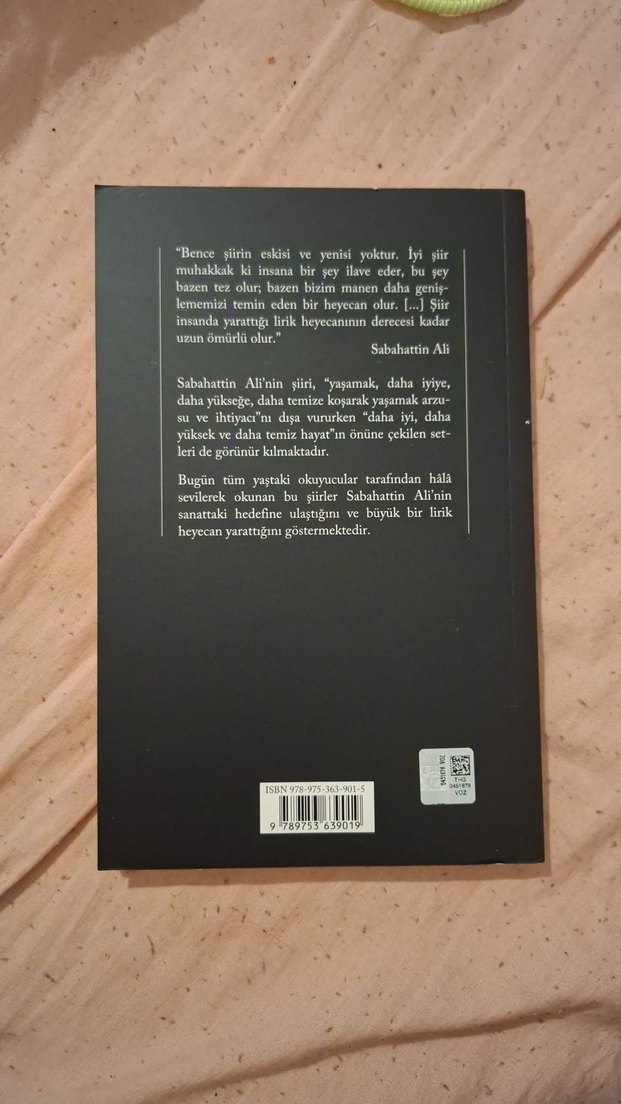 “Bence şiirin eskisi ve yenisi yoktur. İyi şiir
muhakkak ki insana bir şey ilave eder, bu şey
bazen tez olur; bazen bizim manen daha geniş-
lememizi temin eden bir heyecan olur. [...] Şiir
insanda yarattığı lirik heyecanının derecesi kadar
uzun ömürlü olur.”
Sabahattin Ali
Sabahattin Ali’nin şiiri, “yaşamak, daha iyiye,
daha yükseğe, daha temize koşarak yaşamak arzu-
su ve ihtiyacı”nı dışa vururken “daha iyi, daha
yüksek ve daha temiz hayat”ın önüne çekilen set-
leri de görünür kılmaktadır.
Bugün tüm yaştaki okuyucular tarafından hâlâ
sevilerek okunan bu şiirler Sabahattin Ali’nin
sanattaki hedefine ulaştığını ve büyük bir lirik
heyecan yarattığını göstermektedir.
ISBN 978-975-363-901-5
9 789753 639019
0461878 VOZ
THG
0461878
VOZ